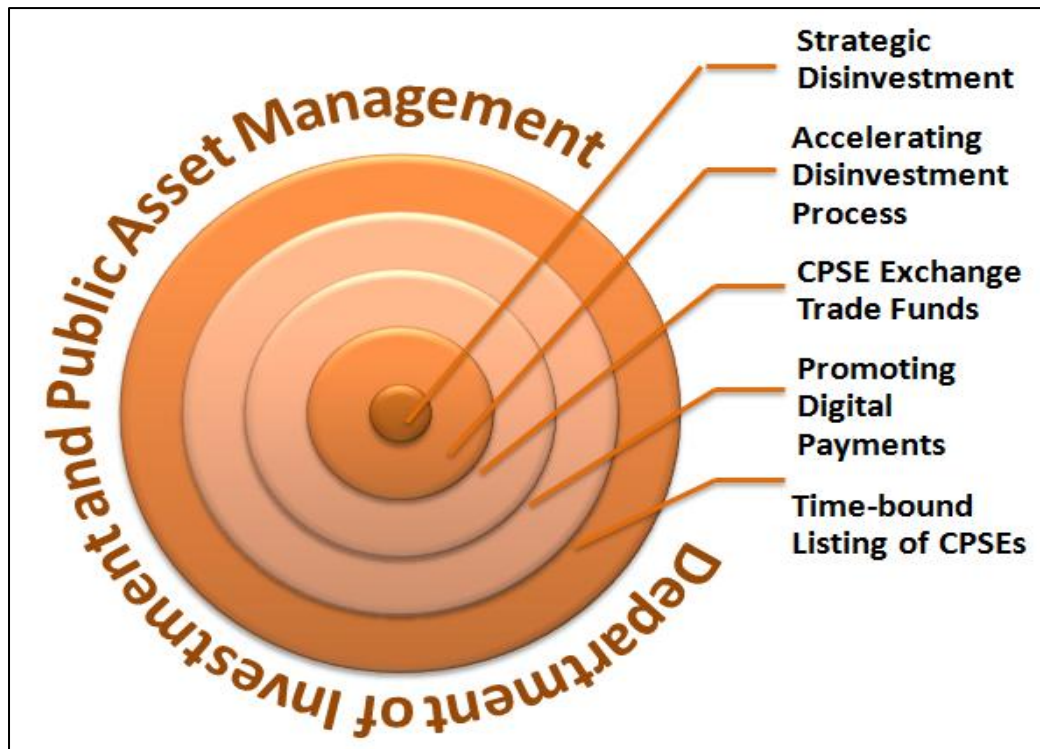 Department of Investment and Public Asset Management
Strategic
Disinvestment
Accelerating
Disinvestment
Process
CPSE Exchange
Trade Funds
Promoting
Digital
Payments
Time-bound
Listing of CPSEs